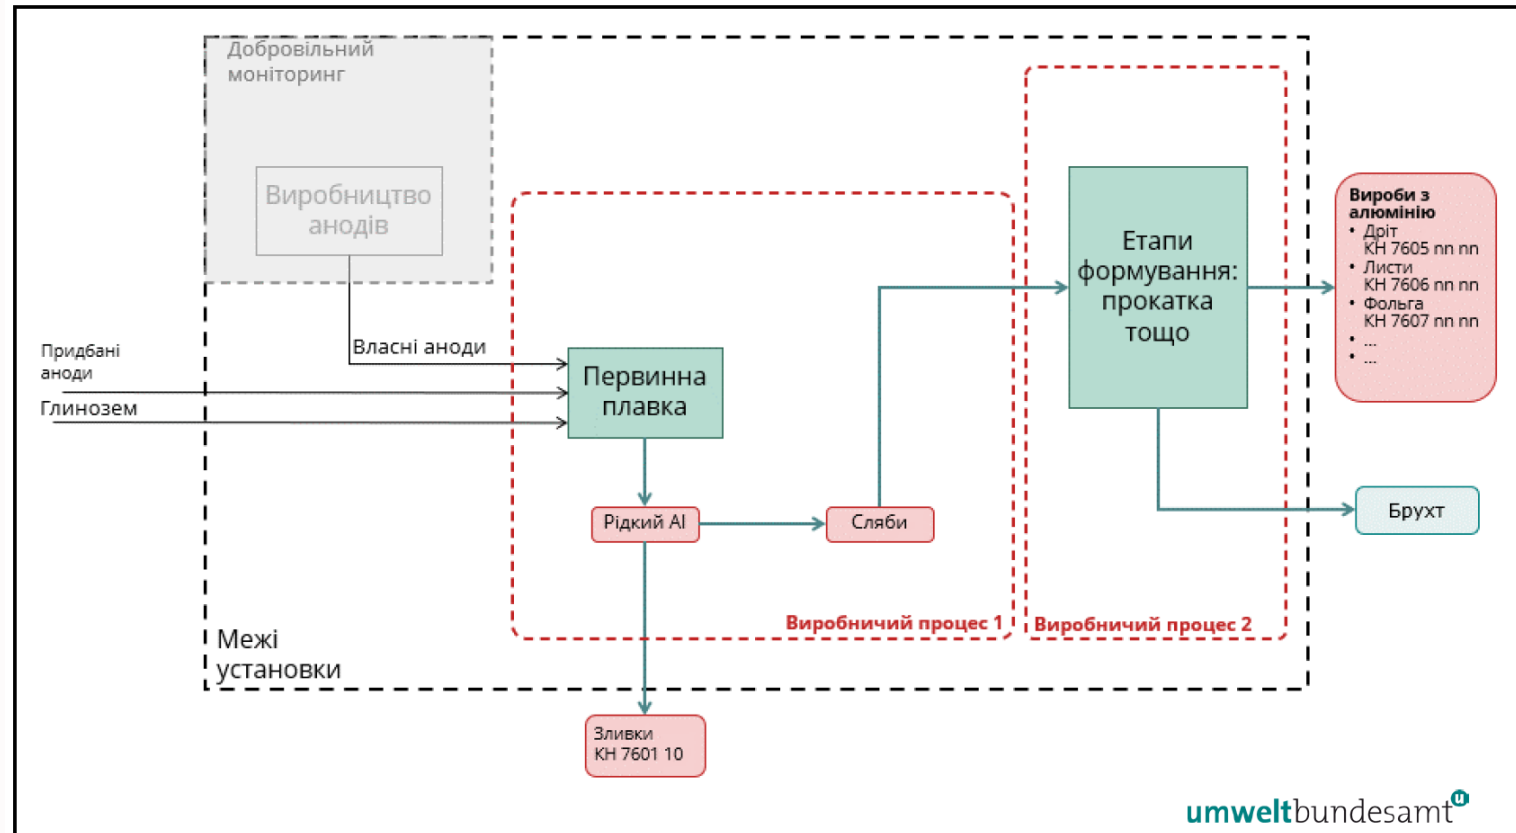 Добровільний
моніторинг
Виробництво
анодів
Власні аноди
Придбані
аноди
Глинозем
Первинна
плавка
Рідкий Al
Сляби
Етапи
формування:
прокатка
тощо
Вироби з
алюмінію
• Дріт
КН 7605 nn nn
• Листи
КН 7606 nn nn
• Фольга
КН 7607 nn nn
• ...
• ...
Брухт
Виробничий процес 1
Виробничий процес 2
Межі
установки
Зливки
КН 7601 10
umweltbundesamt
u